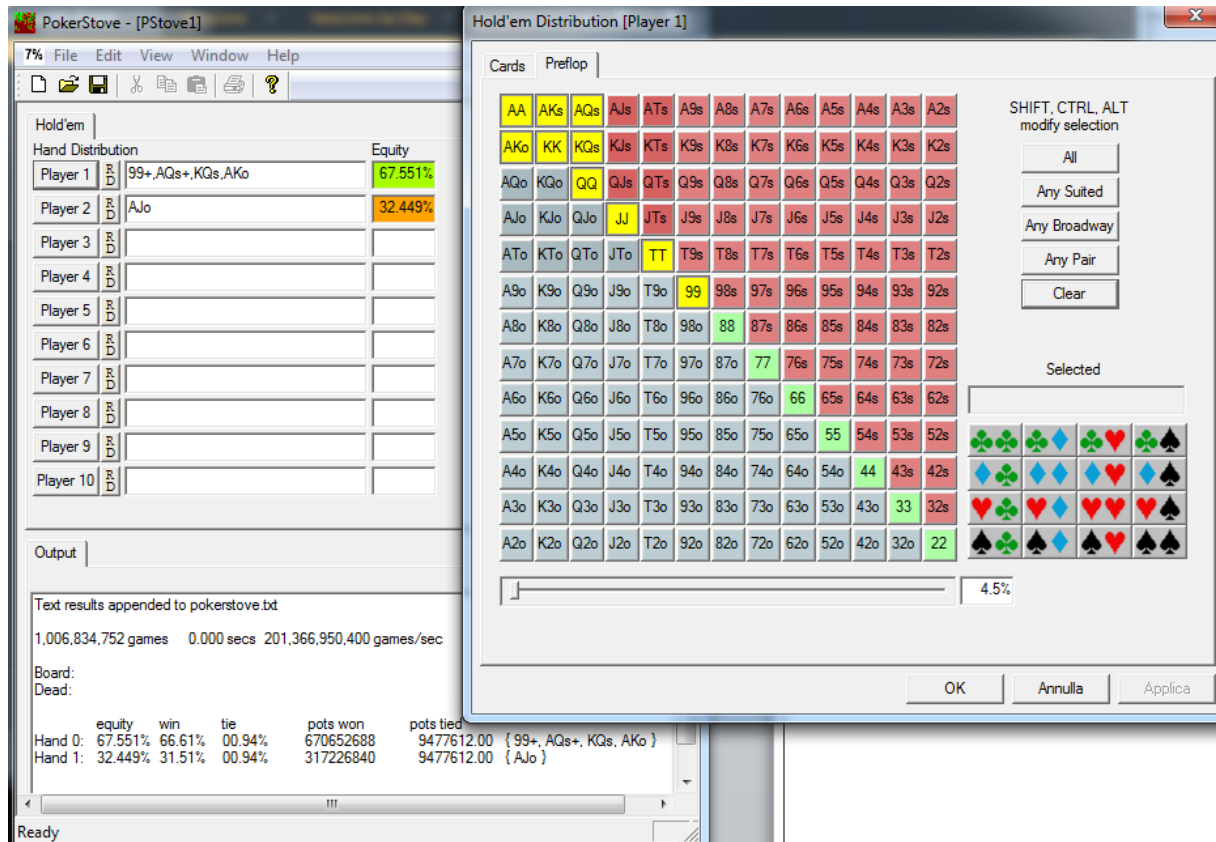 PokerStove - [PStove1]
7% File Edit View Window Help
Hold'em
Hand Distribution Equity
Player 1 R D 99+,AQs+,KQs,AKo 67.551%
Player 2 R D AJo 32.449%
Player 3 R D
Player 4 R D
Player 5 R D
Player 6 R D
Player 7 R D
Player 8 R D
Player 9 R D
Player 10 R D
Output
Text results appended to pokerstove.txt
1,006,834,752 games 0.000 secs 201,366,950,400 games/sec
Board:
Dead:
equity win tie pots won pots tied
Hand 0: 67.551% 66.61% 00.94% 670652688 9477612.00 { 99+, AQs+, KQs, AKo }
Hand 1: 32.449% 31.51% 00.94% 317226840 9477612.00 { AJo }
Ready
Hold'em Distribution [Player 1]
Cards Preflop
AA AKs AQs AJs ATs A9s A8s A7s A6s A5s A4s A3s A2s
AKo KK KQs KJs KTs K9s K8s K7s K6s K5s K4s K3s K2s
AQo KQo QQ QJs QTs Q9s Q8s Q7s Q6s Q5s Q4s Q3s Q2s
AJo KJo QJo JJ JTs J9s J8s J7s J6s J5s J4s J3s J2s
ATo KTo QTo JTo TT T9s T8s T7s T6s T5s T4s T3s T2s
A9o K9o Q9o J9o T9o 99 98s 97s 96s 95s 94s 93s 92s
A8o K8o Q8o J8o T8o 98o 88 87s 86s 85s 84s 83s 82s
A7o K7o Q7o J7o T7o 97o 87o 77 76s 75s 74s 73s 72s
A6o K6o Q6o J6o T6o 96o 86o 76o 66 65s 64s 63s 62s
A5o K5o Q5o J5o T5o 95o 85o 75o 65o 55 54s 53s 52s
A4o K4o Q4o J4o T4o 94o 84o 74o 64o 54o 44 43s 42s
A3o K3o Q3o J3o T3o 93o 83o 73o 63o 53o 43o 33 32s
A2o K2o Q2o J2o T2o 92o 82o 72o 62o 52o 42o 32o 22
4.5%
SHIFT, CTRL, ALT
modify selection
All
Any Suited
Any Broadway
Any Pair
Clear
Selected
OK Annulla Applica